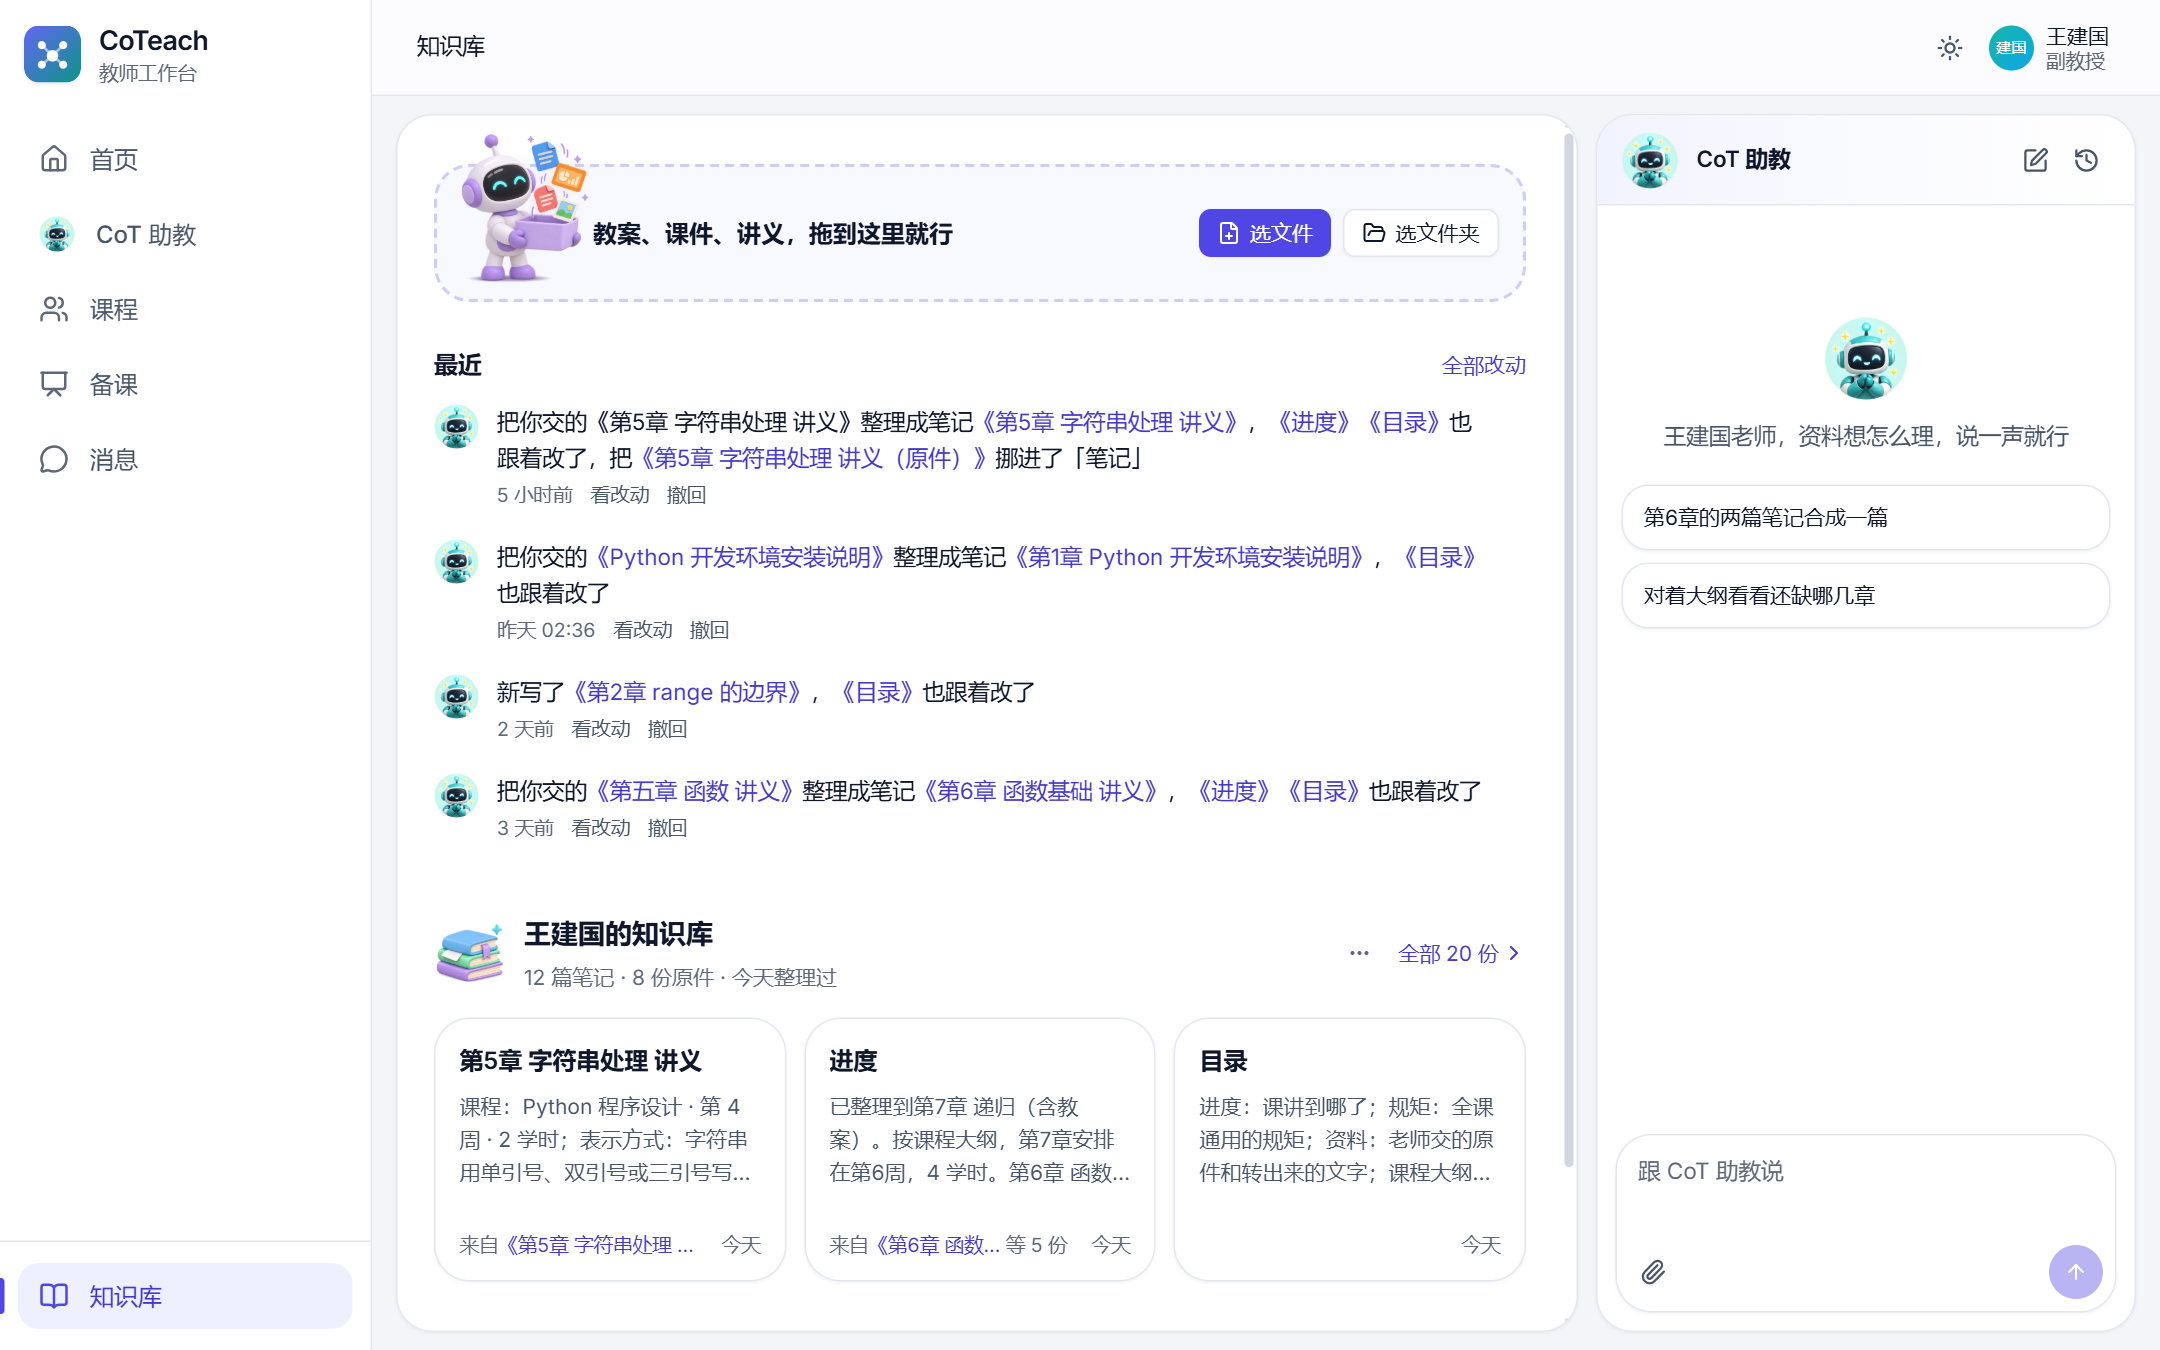 CoTeach
教师工作台
首页
CoT 助教
课程
备课
消息
知识库
知识库
建国
王建国
副教授
教案、课件、讲义，拖到这里就行
选文件
选文件夹
最近
全部改动
把你交的《第5章 字符串处理 讲义》整理成笔记《第5章 字符串处理 讲义》，《进度》《目录》也
跟着改了，把《第5章 字符串处理 讲义（原件）》挪进了「笔记」
5 小时前 看改动 撤回
把你交的《Python 开发环境安装说明》整理成笔记《第1章 Python 开发环境安装说明》，《目录》
也跟着改了
昨天 02:36 看改动 撤回
新写了《第2章 range 的边界》，《目录》也跟着改了
2 天前 看改动 撤回
把你交的《第五章 函数 讲义》整理成笔记《第6章 函数基础 讲义》，《进度》《目录》也跟着改了
3 天前 看改动 撤回
王建国的知识库
12 篇笔记 · 8 份原件 · 今天整理过
全部 20 份
第5章 字符串处理 讲义
课程：Python 程序设计 · 第 4
周 · 2 学时；表示方式：字符串
用单引号、双引号或三引号写...
来自《第5章 字符串处理 ... 今天
进度
已整理到第7章 递归（含教
案）。按课程大纲，第7章安排
在第6周，4 学时。第6章 函数...
来自《第6章 函数... 等 5 份 今天
目录
进度：课讲到哪了；规矩：全课
通用的规矩；资料：老师交的原
件和转出来的文字；课程大纲...
今天
CoT 助教
王建国老师，资料想怎么理，说一声就行
第6章的两篇笔记合成一篇
对着大纲看看还缺哪几章
跟 CoT 助教说